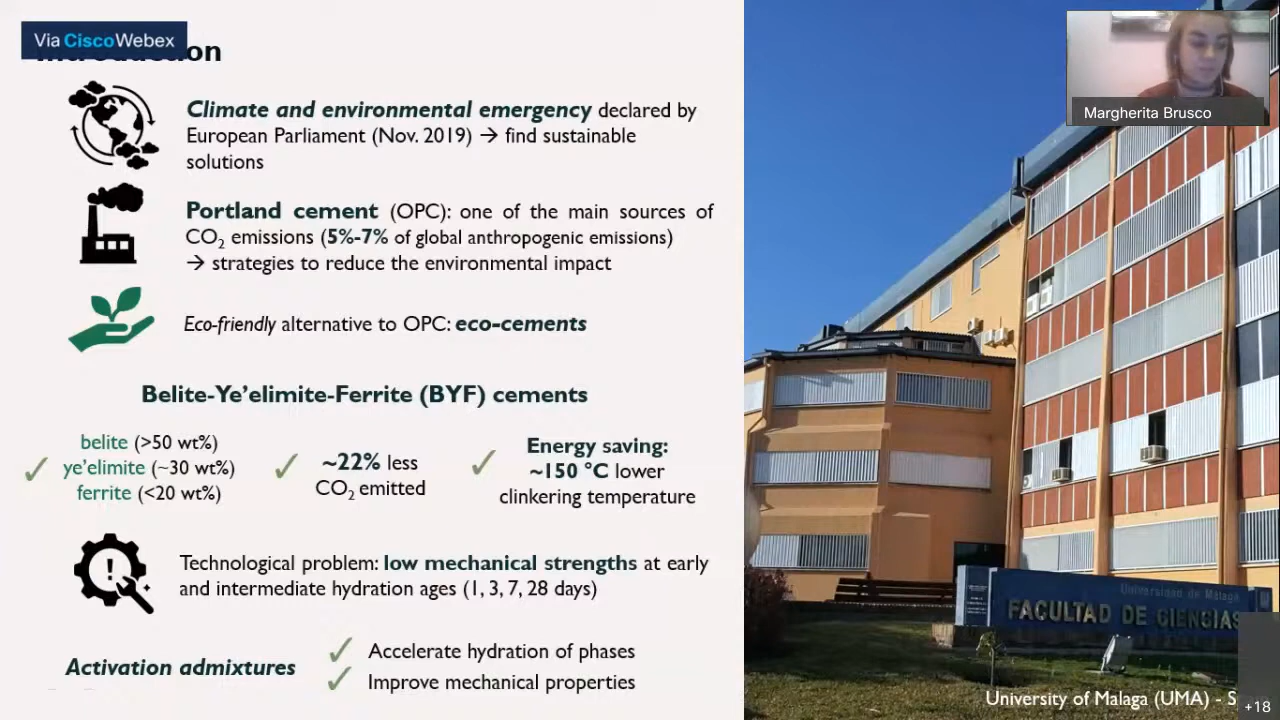 Via CiscoWebex
Introduction
Margherita Brusco
Climate and environmental emergency declared by
European Parliament (Nov. 2019) → find sustainable
solutions
Portland cement (OPC): one of the main sources of
CO₂ emissions (5%-7% of global anthropogenic emissions)
→ strategies to reduce the environmental impact
Eco-friendly alternative to OPC: eco-cements
Belite-Ye'elimite-Ferrite (BYF) cements
belite (>50 wt%)
ye'elimite (~30 wt%)
ferrite (<20 wt%)
~22% less
CO₂ emitted
Energy saving:
~150 °C lower
clinkering temperature
Technological problem: low mechanical strengths at early
and intermediate hydration ages (1, 3, 7, 28 days)
Activation admixtures
Accelerate hydration of phases
Improve mechanical properties
Universidad de Málaga
FACULTAD DE CIENCIAS
University of Malaga (UMA) -
+18